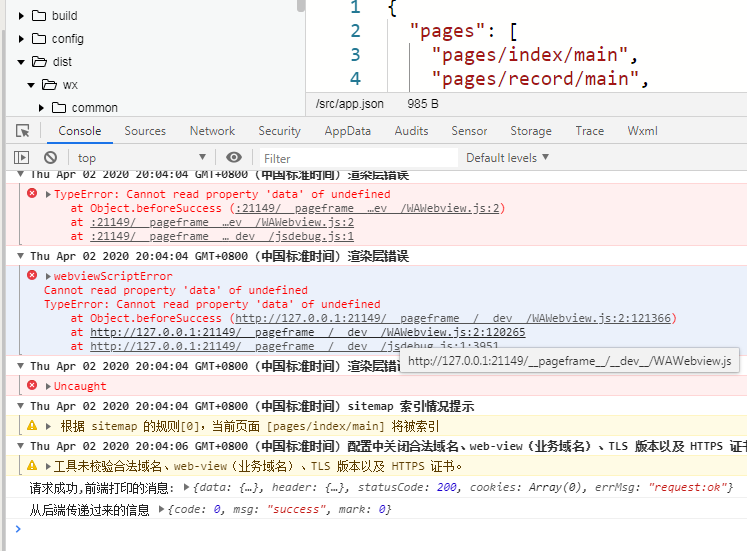 build
config
dist
wx
common
1 {
2 "pages": [
3 "pages/index/main",
4 "pages/record/main",
/src/app.json 985 B
Console Sources Network Security AppData Audits Sensor Storage Trace Wxml
top Filter Default levels
Thu Apr 02 2020 20:04:04 GMT+0800 (中国标准时间) 渲染层错误
TypeError: Cannot read property 'data' of undefined
at Object.beforeSuccess (:21149/__pageframe__…ev__/WAWebview.js:2)
at :21149/__pageframe__…ev__/WAWebview.js:2
at :21149/__pageframe__…__dev__/jsdebug.js:1
Thu Apr 02 2020 20:04:04 GMT+0800 (中国标准时间) 渲染层错误
webviewScriptError
Cannot read property 'data' of undefined
TypeError: Cannot read property 'data' of undefined
at Object.beforeSuccess (http://127.0.0.1:21149/__pageframe__/__dev__/WAWebview.js:2:121366)
at http://127.0.0.1:21149/__pageframe__/__dev__/WAWebview.js:2:120265
at http://127.0.0.1:21149/__pageframe__/__dev__/jsdebug.js:1:3951
http://127.0.0.1:21149/__pageframe__/__dev__/WAWebview.js
Thu Apr 02 2020 20:04:04 GMT+0800 (中国标准时间) 渲染层错误
Uncaught
Thu Apr 02 2020 20:04:04 GMT+0800 (中国标准时间) sitemap 索引情况提示
根据 sitemap 的规则[0],当前页面 [pages/index/main] 将被索引
Thu Apr 02 2020 20:04:06 GMT+0800 (中国标准时间) 配置中关闭合法域名、web-view(业务域名)、TLS 版本以及 HTTPS 证书
工具未校验合法域名、web-view(业务域名)、TLS 版本以及 HTTPS 证书。
请求成功,前端打印的消息: {data: {…}, header: {…}, statusCode: 200, cookies: Array(0), errMsg: "request:ok"}
从后端传递过来的信息 {code: 0, msg: "success", mark: 0}